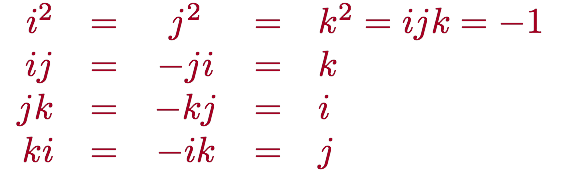 i² = j² = k² = ijk = −1
ij = −ji = k
jk = −kj = i
ki = −ik = j